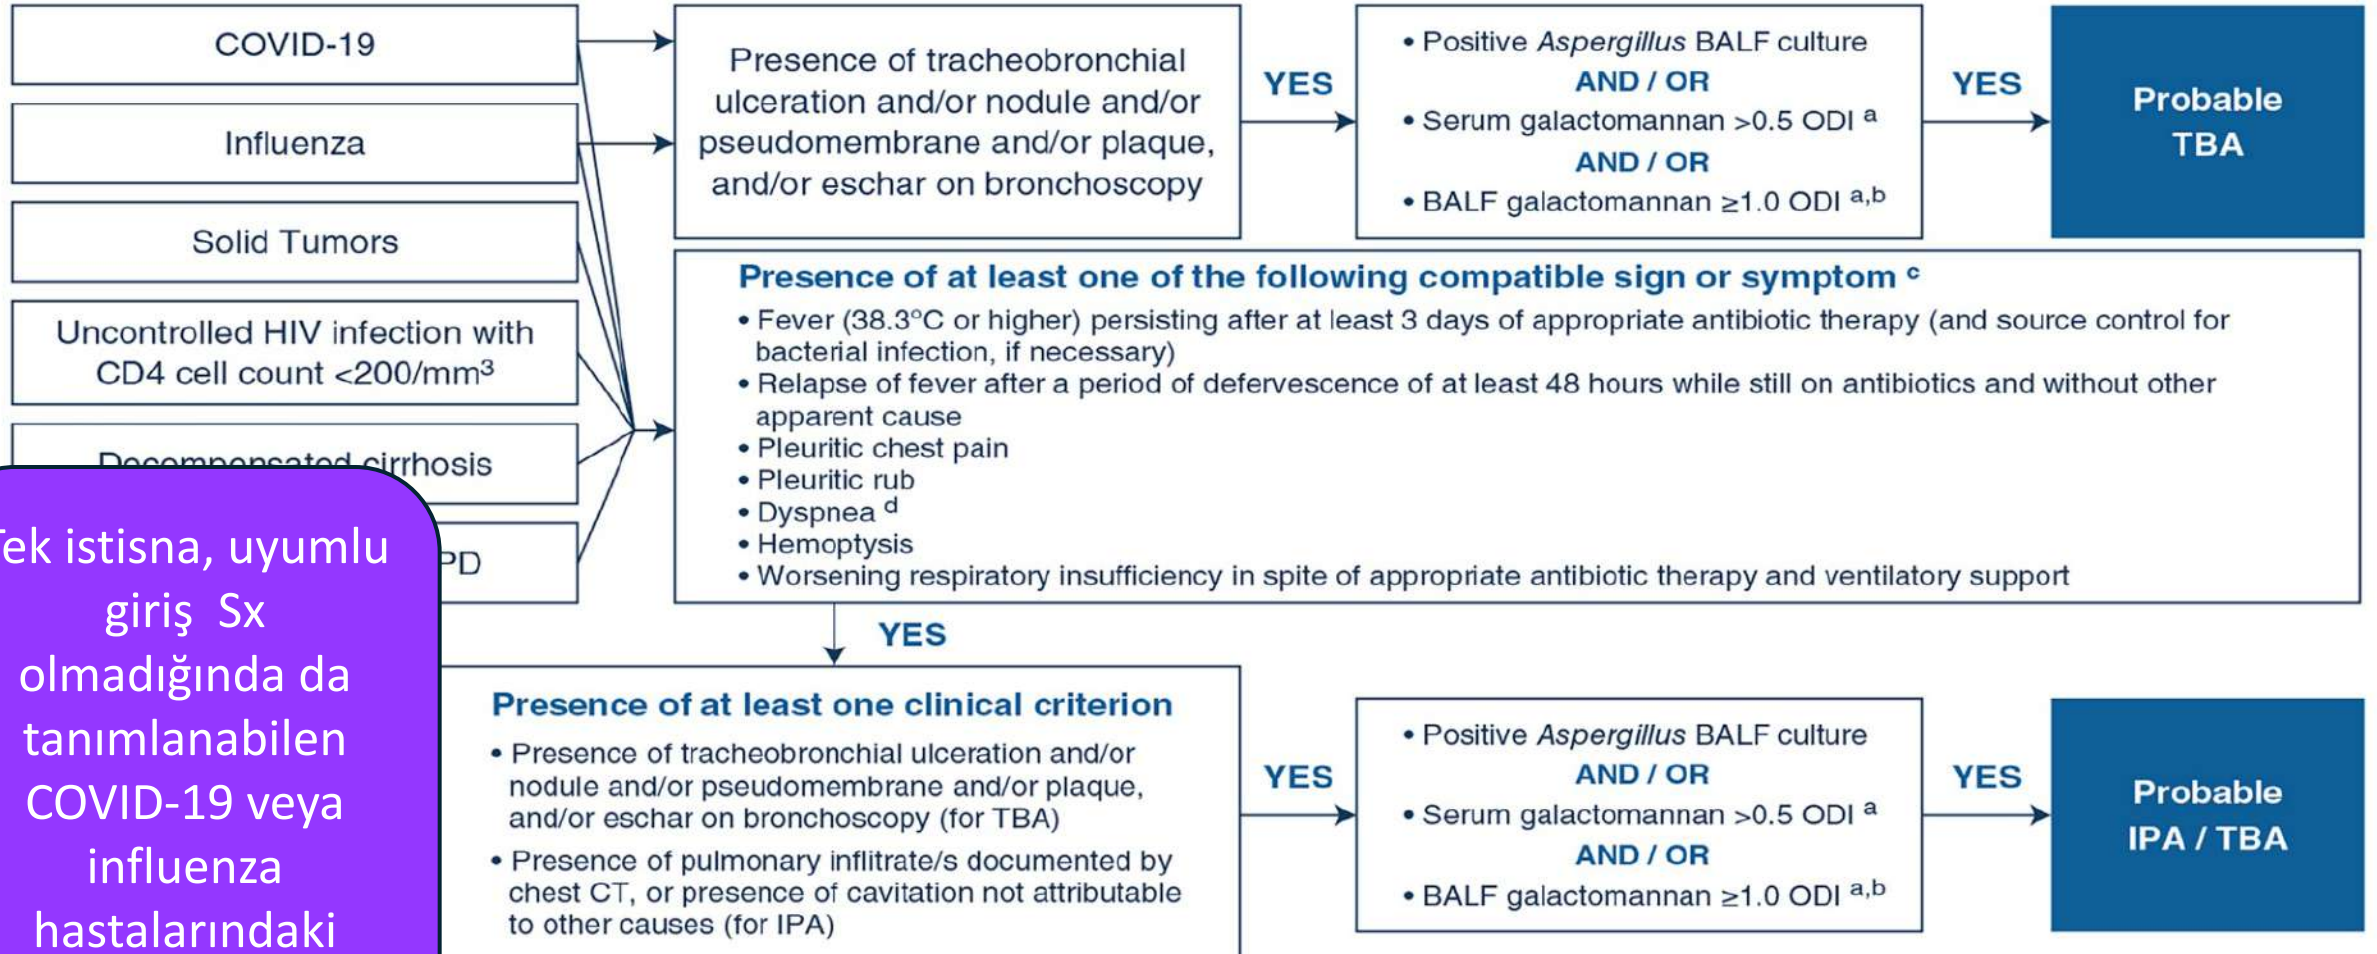 COVID-19
Influenza
Solid Tumors
Uncontrolled HIV infection with
CD4 cell count <200/mm³
Decompensated cirrhosis
PD
Presence of tracheobronchial
ulceration and/or nodule and/or
pseudomembrane and/or plaque,
and/or eschar on bronchoscopy
YES
• Positive Aspergillus BALF culture
AND / OR
• Serum galactomannan >0.5 ODI a
AND / OR
• BALF galactomannan ≥1.0 ODI a,b
YES
Probable
TBA
Presence of at least one of the following compatible sign or symptom c
• Fever (38.3°C or higher) persisting after at least 3 days of appropriate antibiotic therapy (and source control for
bacterial infection, if necessary)
• Relapse of fever after a period of defervescence of at least 48 hours while still on antibiotics and without other
apparent cause
• Pleuritic chest pain
• Pleuritic rub
• Dyspnea d
• Hemoptysis
• Worsening respiratory insufficiency in spite of appropriate antibiotic therapy and ventilatory support
YES
Tek istisna, uyumlu
giriş Sx
olmadığında da
tanımlanabilen
COVID-19 veya
influenza
hastalarındaki
Presence of at least one clinical criterion
• Presence of tracheobronchial ulceration and/or
nodule and/or pseudomembrane and/or plaque,
and/or eschar on bronchoscopy (for TBA)
• Presence of pulmonary inflitrate/s documented by
chest CT, or presence of cavitation not attributable
to other causes (for IPA)
YES
• Positive Aspergillus BALF culture
AND / OR
• Serum galactomannan >0.5 ODI a
AND / OR
• BALF galactomannan ≥1.0 ODI a,b
YES
Probable
IPA / TBA